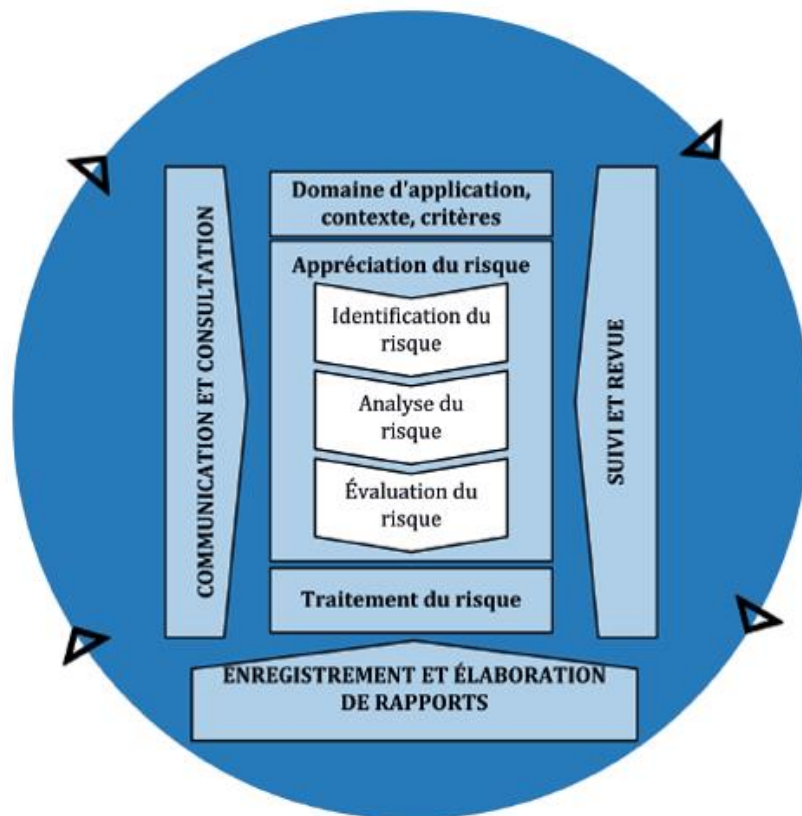 Domaine d'application,
contexte, critères
Appréciation du risque
Identification du
risque
Analyse du
risque
Évaluation du
risque
Traitement du risque
COMMUNICATION ET CONSULTATION
SUIVI ET REVUE
ENREGISTREMENT ET ÉLABORATION
DE RAPPORTS